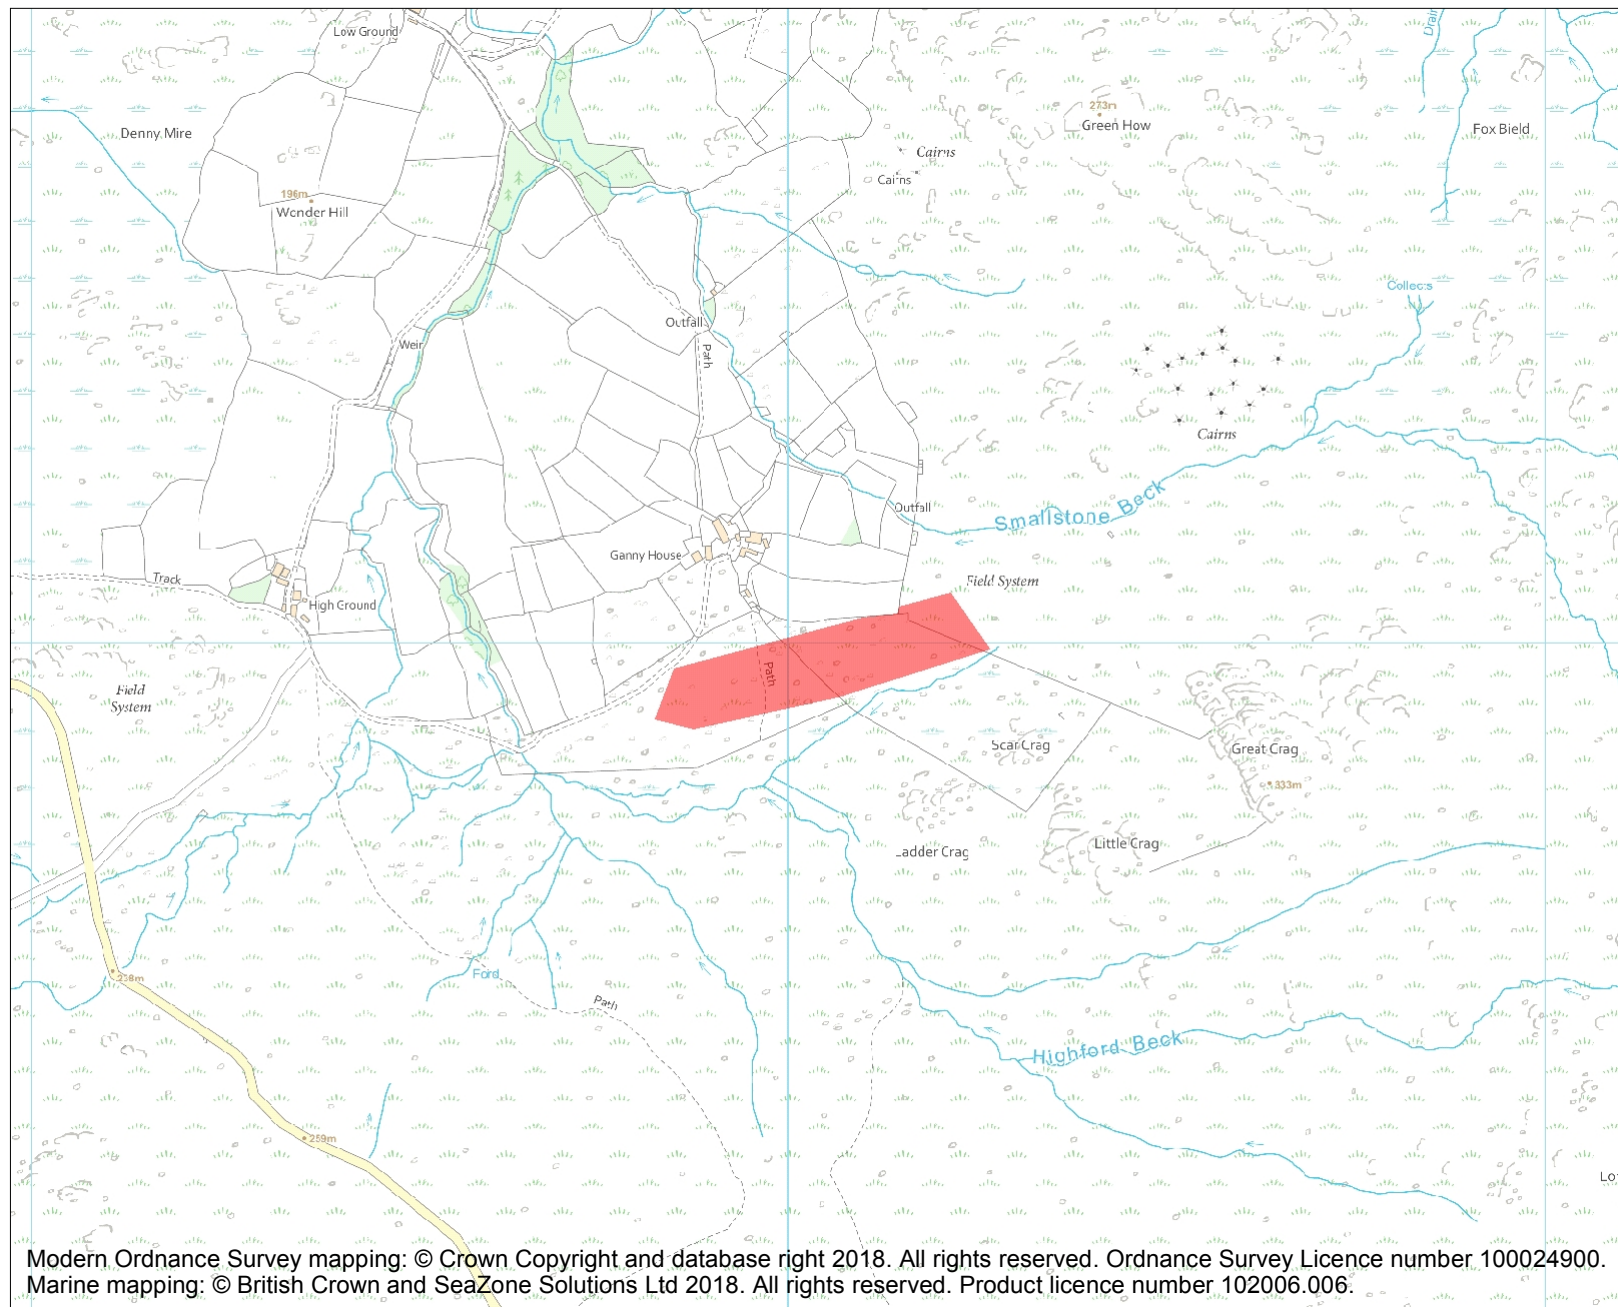 Low Ground
Drain
273m
Green How
Denny Mire
Fox Bield
Cairns
Cairns
196m
Wonder Hill
Collects
Outfall
Weir
Path
Cairns
Outfall
Smallstone Beck
Ganny House
Track
Field System
High Ground
Path
Field
System
Scar Crag
Great Crag
333m
Little Crag
Ladder Crag
Ford
258m
Path
Highford Beck
259m
Lo
Modern Ordnance Survey mapping: © Crown Copyright and database right 2018. All rights reserved. Ordnance Survey Licence number 100024900.
Marine mapping: © British Crown and SeaZone Solutions Ltd 2018. All rights reserved. Product licence number 102006.006.